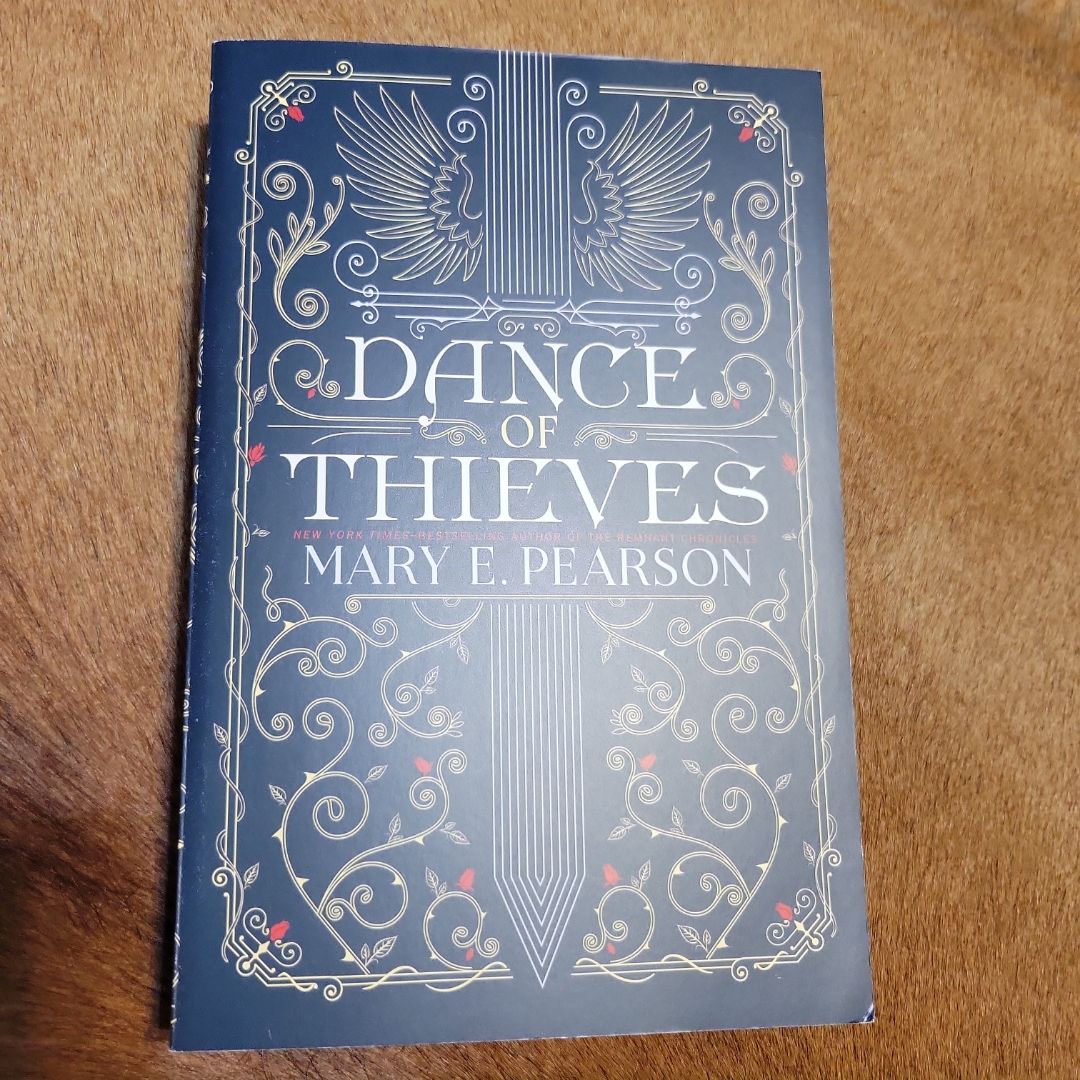 DANCE
OF
THIEVES
NEW YORK TIMES–BESTSELLING AUTHOR OF THE REMNANT CHRONICLES
MARY E. PEARSON